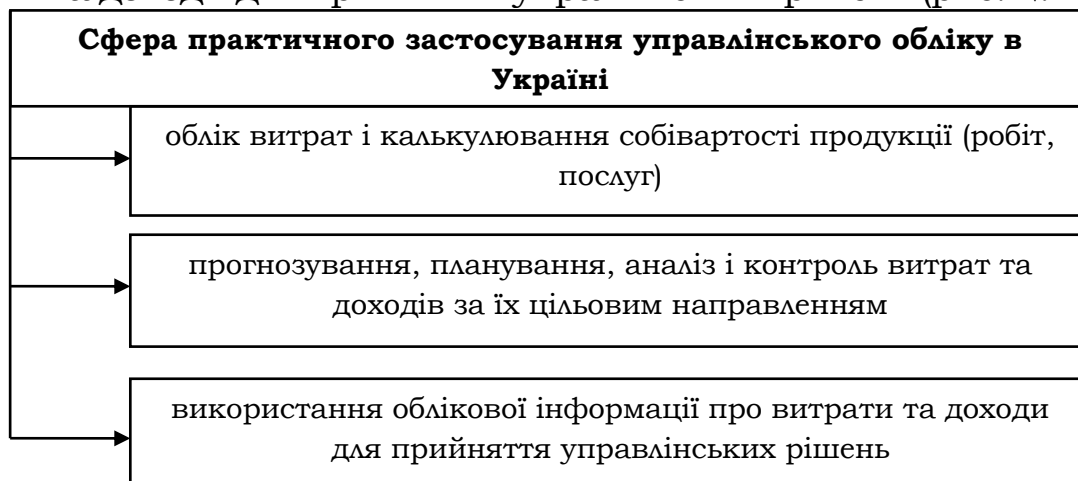 Сфера практичного застосування управлінського обліку в
Україні
облік витрат і калькулювання собівартості продукції (робіт,
послуг)
прогнозування, планування, аналіз і контроль витрат та
доходів за їх цільовим направленням
використання облікової інформації про витрати та доходи
для прийняття управлінських рішень